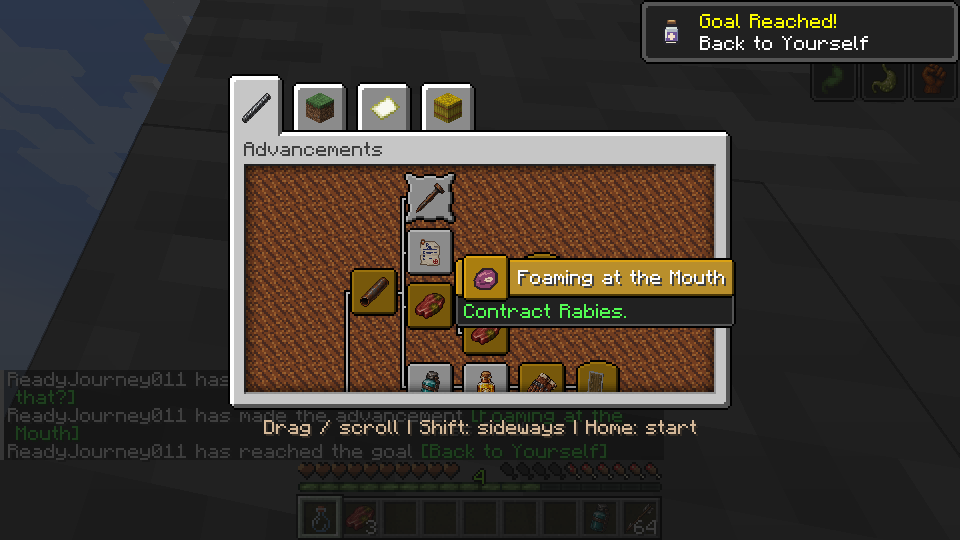 Goal Reached!
Back to Yourself
Advancements
Foaming at the Mouth
Contract Rabies.
ReadyJourney011 has
that?]
ReadyJourney011 has made the advancement [Foaming at the
Mouth]
Drag / scroll | Shift: sideways | Home: start
ReadyJourney011 has reached the goal [Back to Yourself]
4
3
64